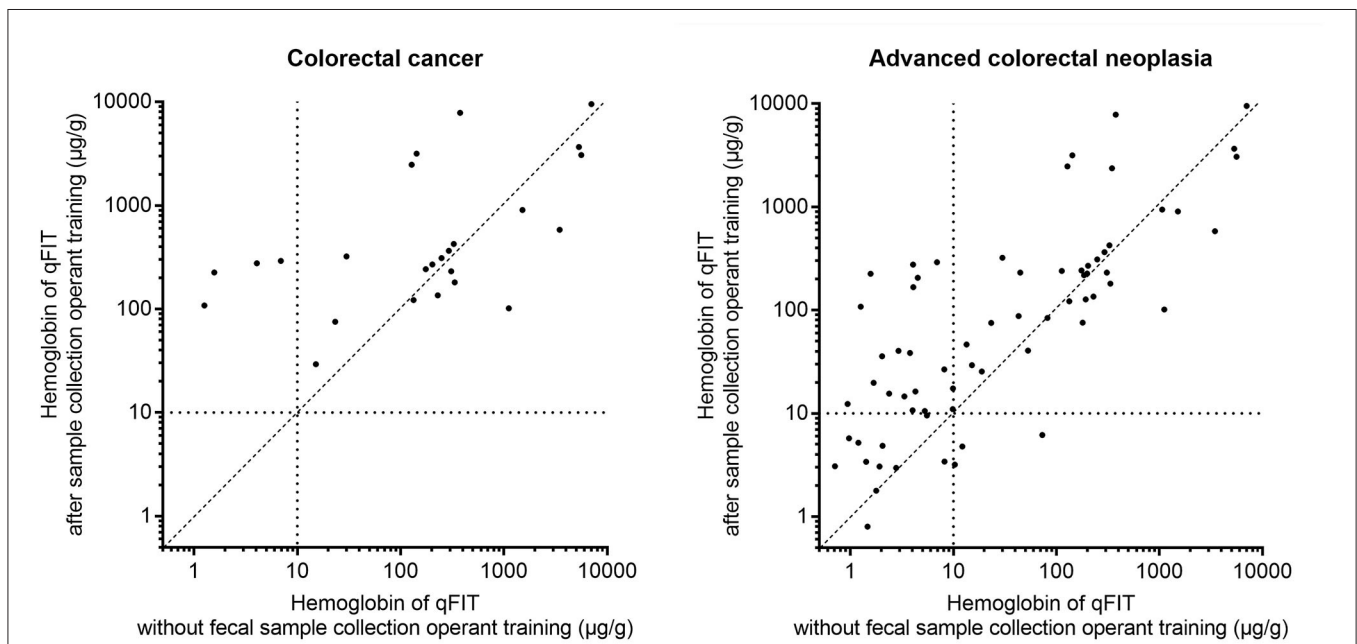 Colorectal cancer
10000
1000
100
10
1
1 10 100 1000 10000
Hemoglobin of qFIT
after sample collection operant training (µg/g)
Hemoglobin of qFIT
without fecal sample collection operant training (µg/g)
Advanced colorectal neoplasia
10000
1000
100
10
1
1 10 100 1000 10000
Hemoglobin of qFIT
after sample collection operant training (µg/g)
Hemoglobin of qFIT
without fecal sample collection operant training (µg/g)